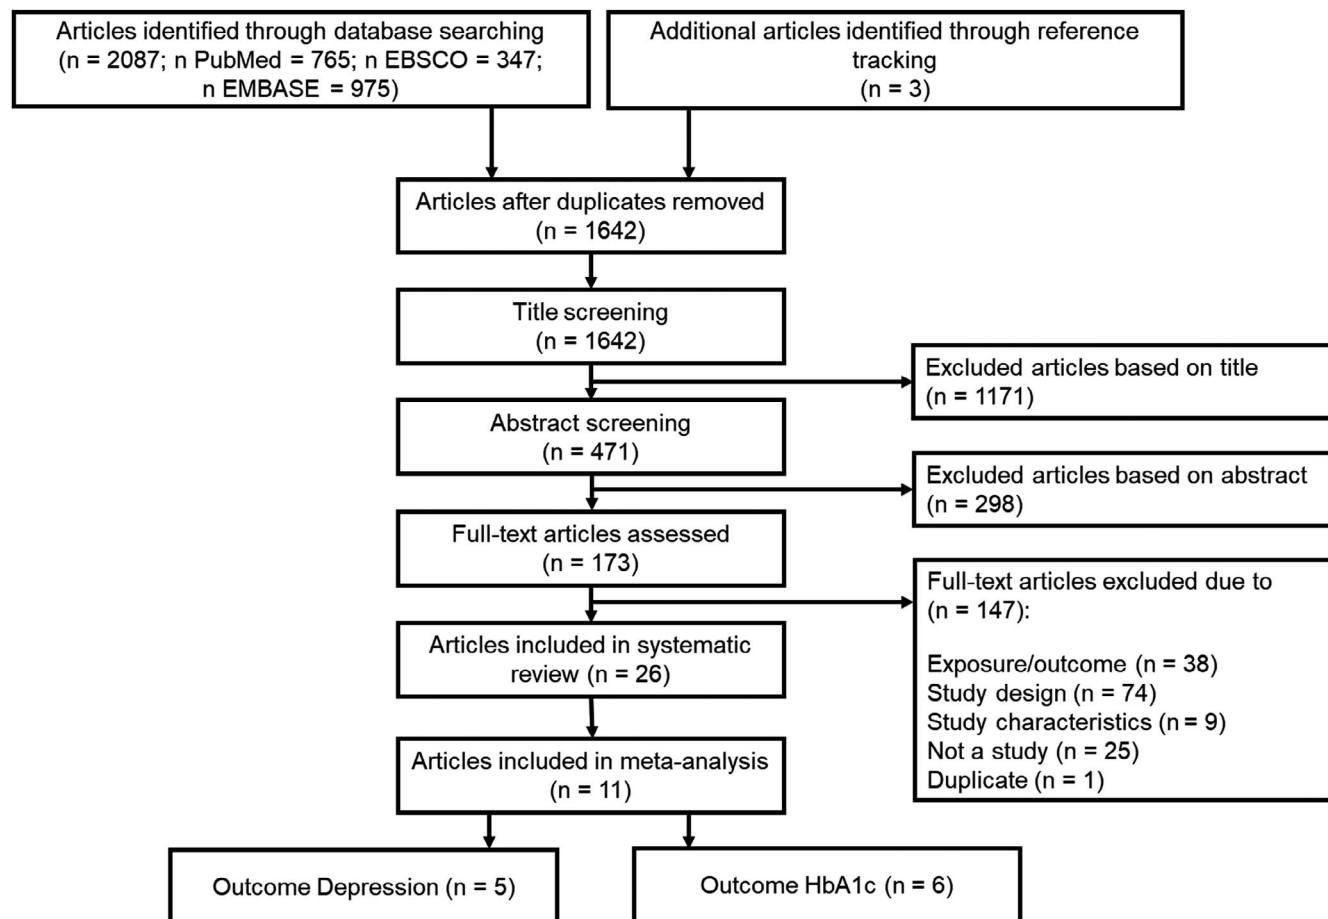 Articles identified through database searching
(n = 2087; n PubMed = 765; n EBSCO = 347;
n EMBASE = 975)
Additional articles identified through reference
tracking
(n = 3)
Articles after duplicates removed
(n = 1642)
Title screening
(n = 1642)
Excluded articles based on title
(n = 1171)
Abstract screening
(n = 471)
Excluded articles based on abstract
(n = 298)
Full-text articles assessed
(n = 173)
Full-text articles excluded due to
(n = 147):
Exposure/outcome (n = 38)
Study design (n = 74)
Study characteristics (n = 9)
Not a study (n = 25)
Duplicate (n = 1)
Articles included in systematic
review (n = 26)
Articles included in meta-analysis
(n = 11)
Outcome Depression (n = 5)
Outcome HbA1c (n = 6)